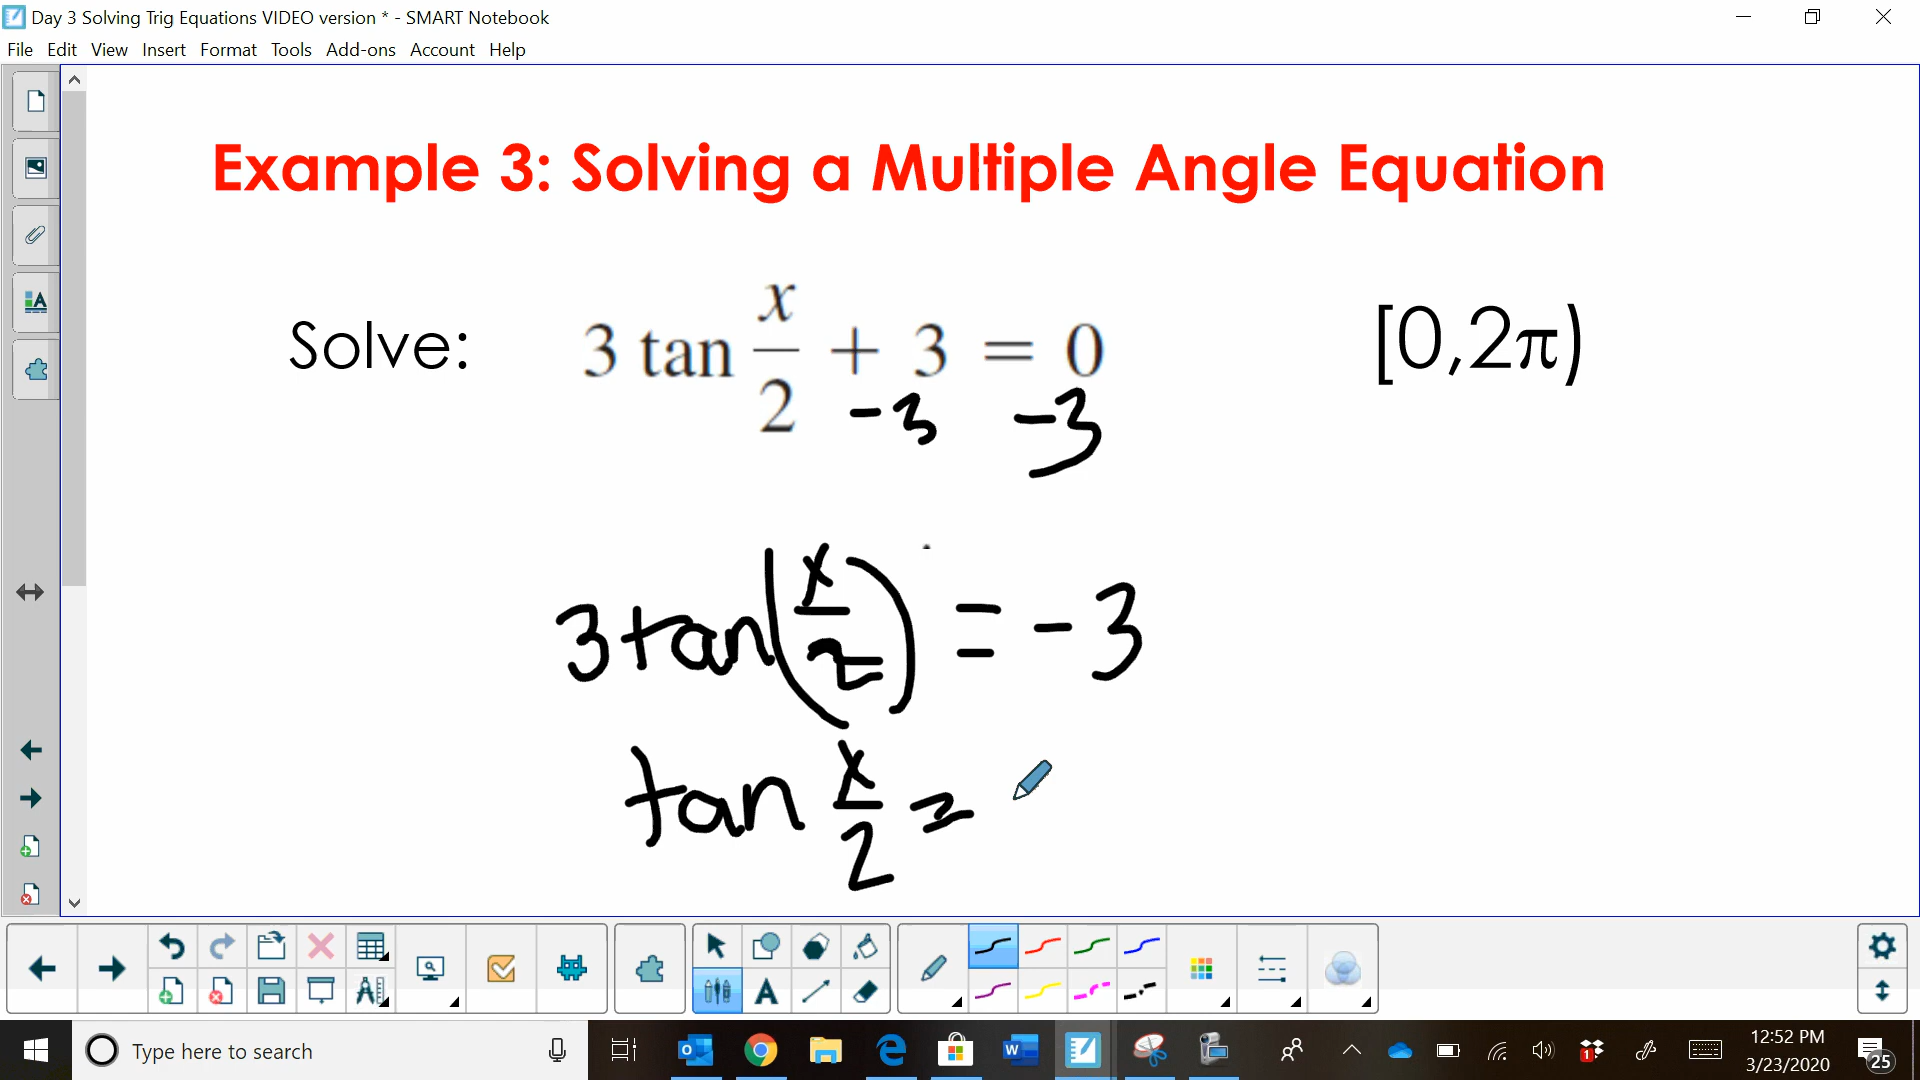 Day 3 Solving Trig Equations VIDEO version * - SMART Notebook
File Edit View Insert Format Tools Add-ons Account Help
Example 3: Solving a Multiple Angle Equation
Solve: 3 tan x/2 + 3 = 0 [0,2π)
-3 -3
3tan(x/2) = -3
tan x/2 =
Type here to search
12:52 PM
3/23/2020
25
1